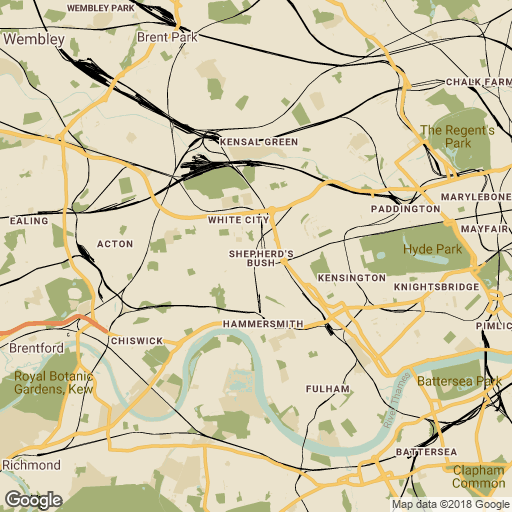 WEMBLEY PARK
Wembley
Brent Park
CHALK FARM
KENSAL GREEN
The Regent's
Park
MARYLEBONE
PADDINGTON
EALING
WHITE CITY
MAYFAIR
ACTON
Hyde Park
SHEPHERD'S
BUSH
KENSINGTON
KNIGHTSBRIDGE
HAMMERSMITH
PIMLIC
Brentford
CHISWICK
Royal Botanic
Gardens, Kew
FULHAM
River Thames
Battersea Park
BATTERSEA
Richmond
Clapham
Common
Google
Map data ©2018 Google